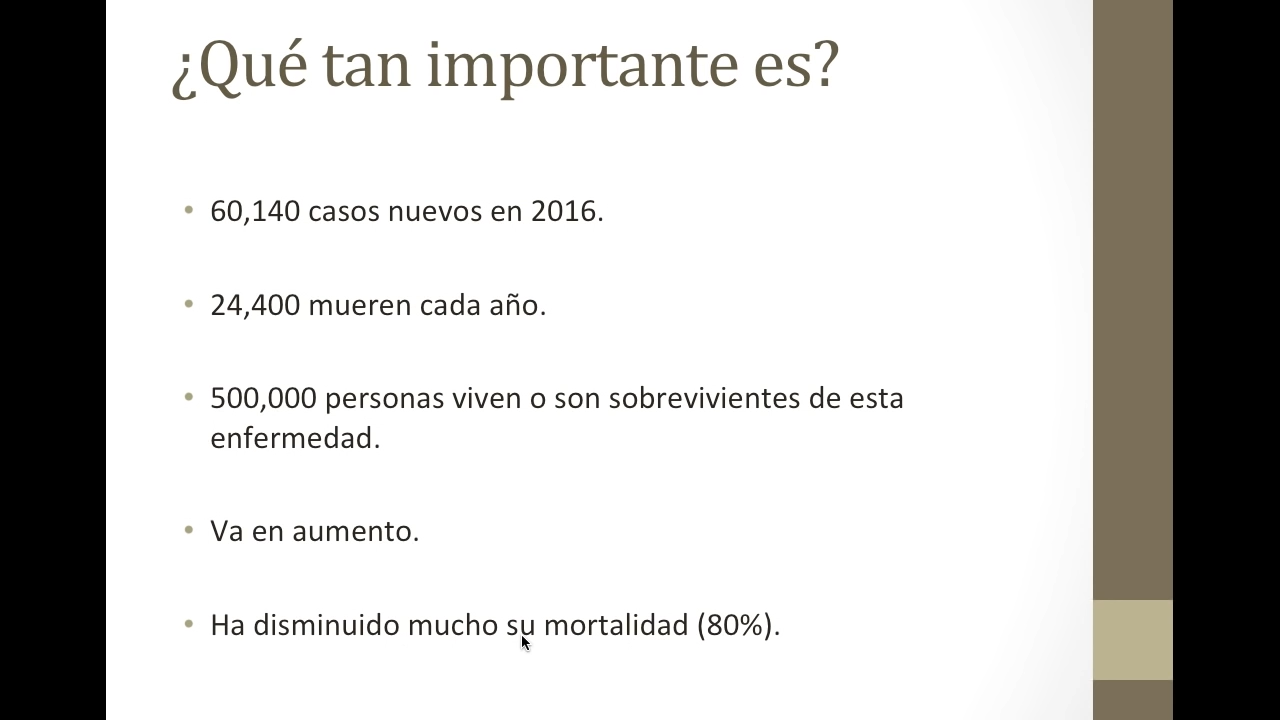 ¿Qué tan importante es?
• 60,140 casos nuevos en 2016.
• 24,400 mueren cada año.
• 500,000 personas viven o son sobrevivientes de esta
enfermedad.
• Va en aumento.
• Ha disminuido mucho su mortalidad (80%).